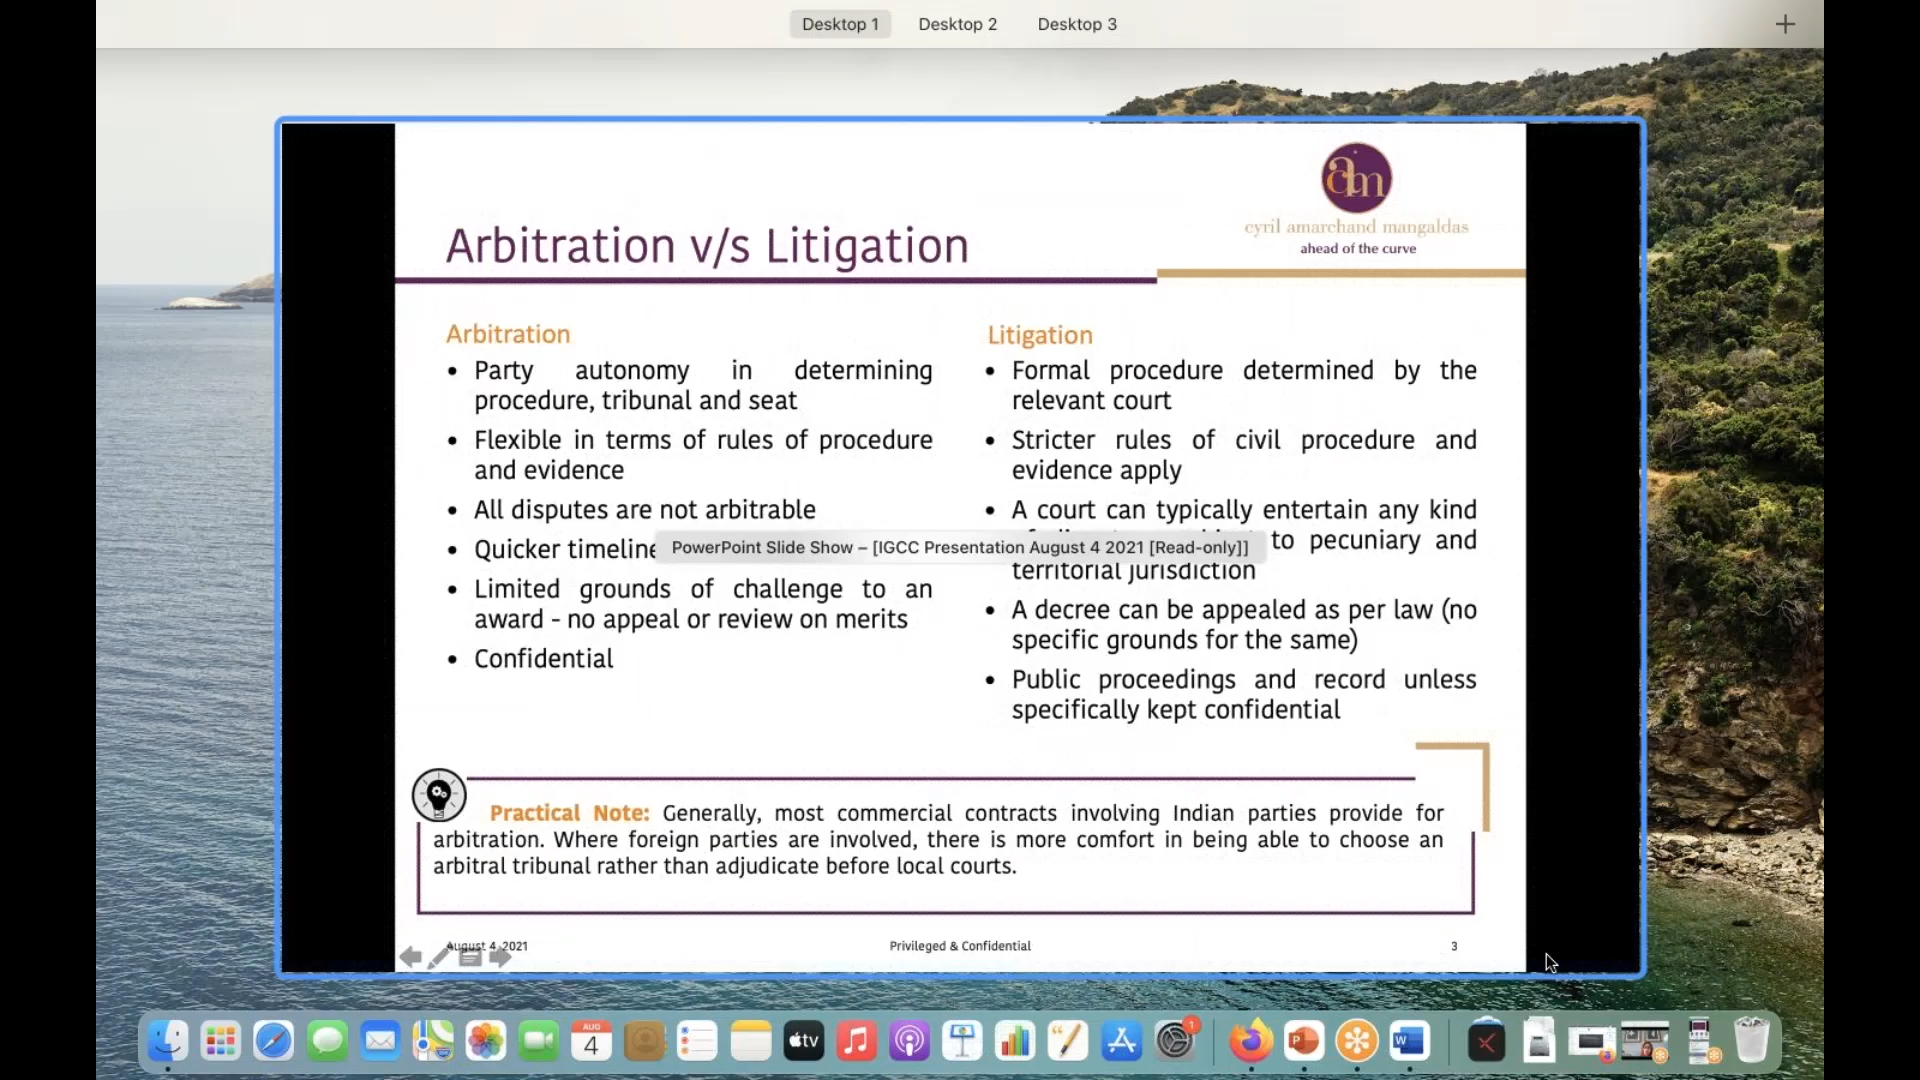 Desktop 1 Desktop 2 Desktop 3
am
cyril amarchand mangaldas
ahead of the curve
Arbitration v/s Litigation
Arbitration
• Party autonomy in determining
procedure, tribunal and seat
• Flexible in terms of rules of procedure
and evidence
• All disputes are not arbitrable
• Quicker timeline
• Limited grounds of challenge to an
award - no appeal or review on merits
• Confidential
Litigation
• Formal procedure determined by the
relevant court
• Stricter rules of civil procedure and
evidence apply
• A court can typically entertain any kind
to pecuniary and
territorial jurisdiction
• A decree can be appealed as per law (no
specific grounds for the same)
• Public proceedings and record unless
specifically kept confidential
PowerPoint Slide Show – [IGCC Presentation August 4 2021 [Read-only]]
Practical Note: Generally, most commercial contracts involving Indian parties provide for
arbitration. Where foreign parties are involved, there is more comfort in being able to choose an
arbitral tribunal rather than adjudicate before local courts.
August 4, 2021
Privileged & Confidential
3
AUG
4
tv
1
P
W